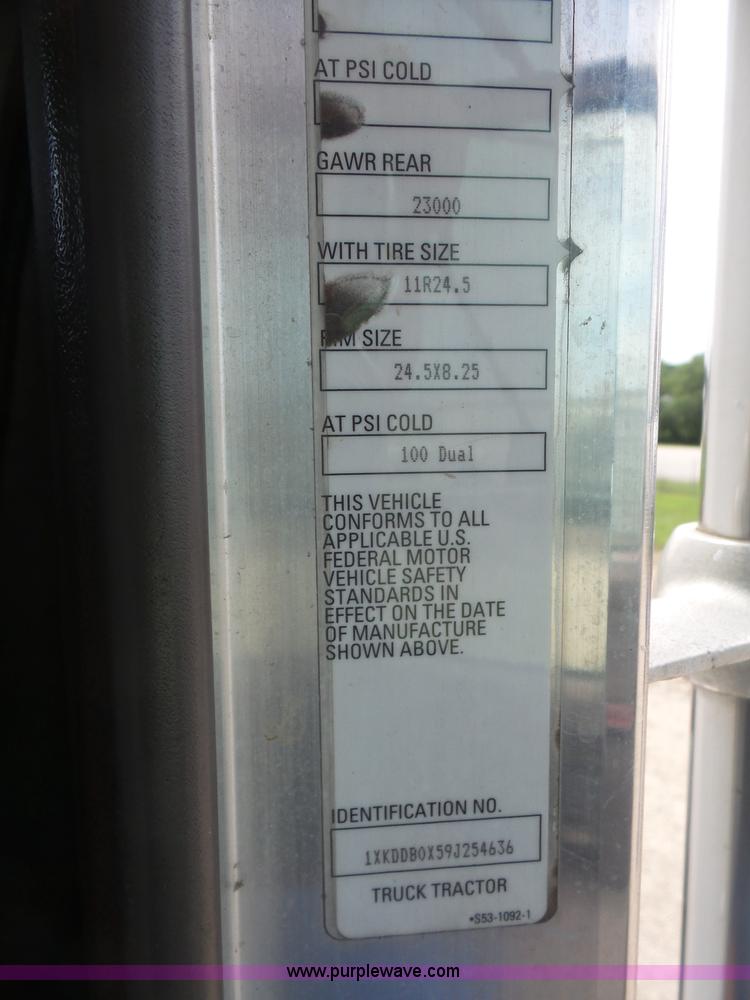 AT PSI COLD
GAWR REAR
23000
WITH TIRE SIZE
11R24.5
RIM SIZE
24.5X8.25
AT PSI COLD
100 Dual
THIS VEHICLE
CONFORMS TO ALL
APPLICABLE U.S.
FEDERAL MOTOR
VEHICLE SAFETY
STANDARDS IN
EFFECT ON THE DATE
OF MANUFACTURE
SHOWN ABOVE.
IDENTIFICATION NO.
1XKDDB0X59J254636
TRUCK TRACTOR
•S53-1092-1
www.purplewave.com